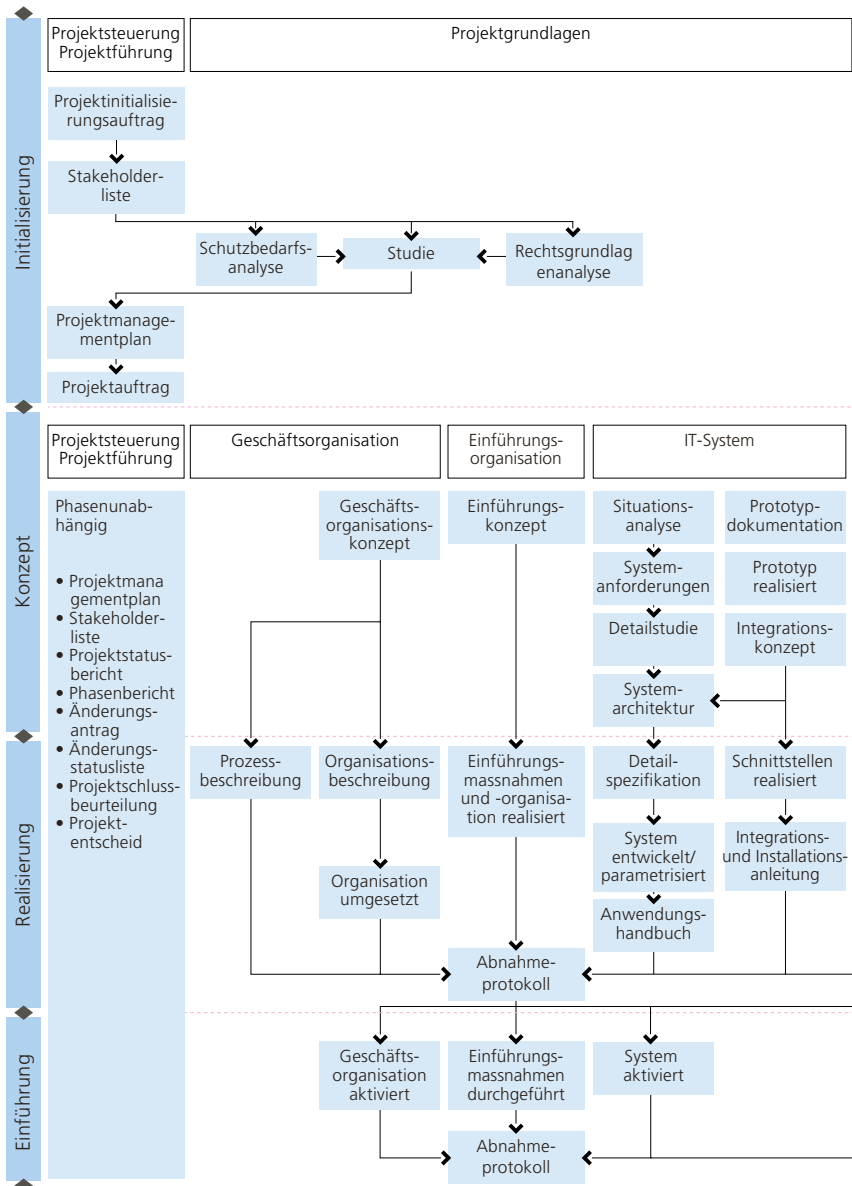 Initialisierung
Projektsteuerung
Projektführung
Projektgrundlagen
Projektinitialisie-
rungsauftrag
Stakeholder-
liste
Schutzbedarfs-
analyse
Studie
Rechtsgrundlag
enanalyse
Projektmanage-
mentplan
Projektauftrag
Konzept
Projektsteuerung
Projektführung
Geschäftsorganisation
Einführungs-
organisation
IT-System
Phasenunab-
hängig
• Projektmana
gementplan
• Stakeholder-
liste
• Projektstatus-
bericht
• Phasenbericht
• Änderungs-
antrag
• Änderungs-
statusliste
• Projektschluss-
beurteilung
• Projekt-
entscheid
Geschäfts-
organisations-
konzept
Einführungs-
konzept
Situations-
analyse
Prototyp-
dokumentation
System-
anforderungen
Prototyp
realisiert
Detailstudie
Integrations-
konzept
System-
architektur
Realisierung
Prozess-
beschreibung
Organisations-
beschreibung
Einführungs-
massnahmen
und -organisa-
tion realisiert
Detail-
spezifikation
Schnittstellen
realisiert
System
entwickelt/
parametrisiert
Integrations-
und Installations-
anleitung
Organisation
umgesetzt
Anwendungs-
handbuch
Abnahme-
protokoll
Einführung
Geschäfts-
organisation
aktiviert
Einführungs-
massnahmen
durchgeführt
System
aktiviert
Abnahme-
protokoll